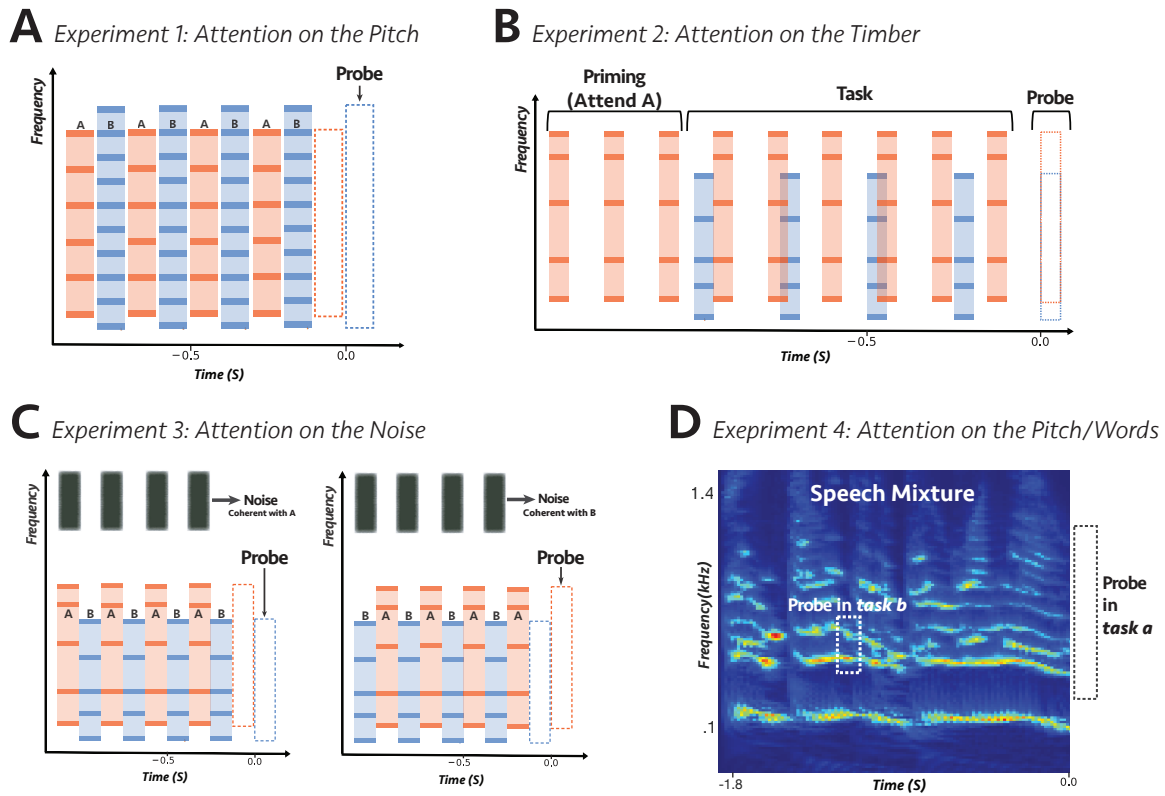 A Experiment 1: Attention on the Pitch
Probe
Frequency
A B A B A B A B
−0.5 0.0
Time (S)
B Experiment 2: Attention on the Timber
Priming
(Attend A)
Task
Probe
Frequency
−0.5 0.0
Time (S)
C Experiment 3: Attention on the Noise
Frequency
Noise
Coherent with A
Probe
A B A B A B A B
−0.5 0.0
Time (S)
Frequency
Noise
Coherent with B
Probe
B A B A B A B A
−0.5 0.0
Time (S)
D Exepriment 4: Attention on the Pitch/Words
Speech Mixture
1.4
Frequency(kHz)
.1
Probe in task b
Probe
in
task a
-1.8 0.0
Time (S)